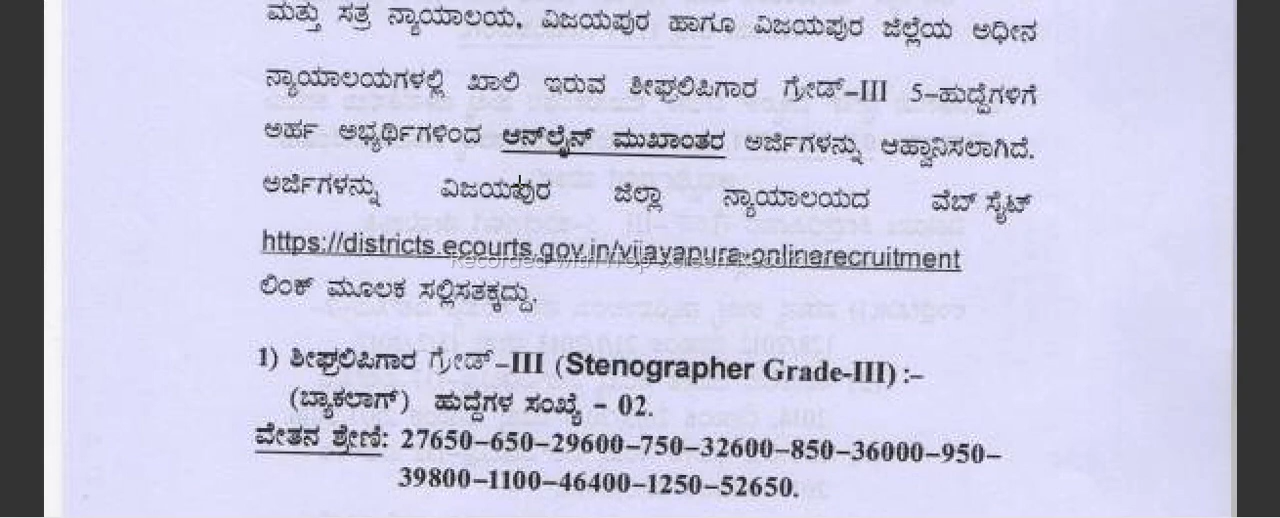 ಮತ್ತು ಸತ್ರ ನ್ಯಾಯಾಲಯ, ವಿಜಯಪುರ ಹಾಗೂ ವಿಜಯಪುರ ಜಿಲ್ಲೆಯ ಅಧೀನ
ನ್ಯಾಯಾಲಯಗಳಲ್ಲಿ ಖಾಲಿ ಇರುವ ಶೀಘ್ರಲಿಪಿಗಾರ ಗ್ರೇಡ್–III 5–ಹುದ್ದೆಗಳಿಗೆ
ಅರ್ಹ ಅಭ್ಯರ್ಥಿಗಳಿಂದ ಆನ್‌ಲೈನ್ ಮುಖಾಂತರ ಅರ್ಜಿಗಳನ್ನು ಆಹ್ವಾನಿಸಲಾಗಿದೆ.
ಅರ್ಜಿಗಳನ್ನು ವಿಜಯಪುರ ಜಿಲ್ಲಾ ನ್ಯಾಯಾಲಯದ ವೆಬ್ ಸೈಟ್
https://districts.ecourts.gov.in/vijayapura-onlinerecruitment
ಲಿಂಕ್ ಮೂಲಕ ಸಲ್ಲಿಸತಕ್ಕದ್ದು.
1) ಶೀಘ್ರಲಿಪಿಗಾರ ಗ್ರೇಡ್–III (Stenographer Grade-III) :–
(ಬ್ಯಾಕಲಾಗ್) ಹುದ್ದೆಗಳ ಸಂಖ್ಯೆ – 02.
ವೇತನ ಶ್ರೇಣಿ: 27650–650–29600–750–32600–850–36000–950–
39800–1100–46400–1250–52650.